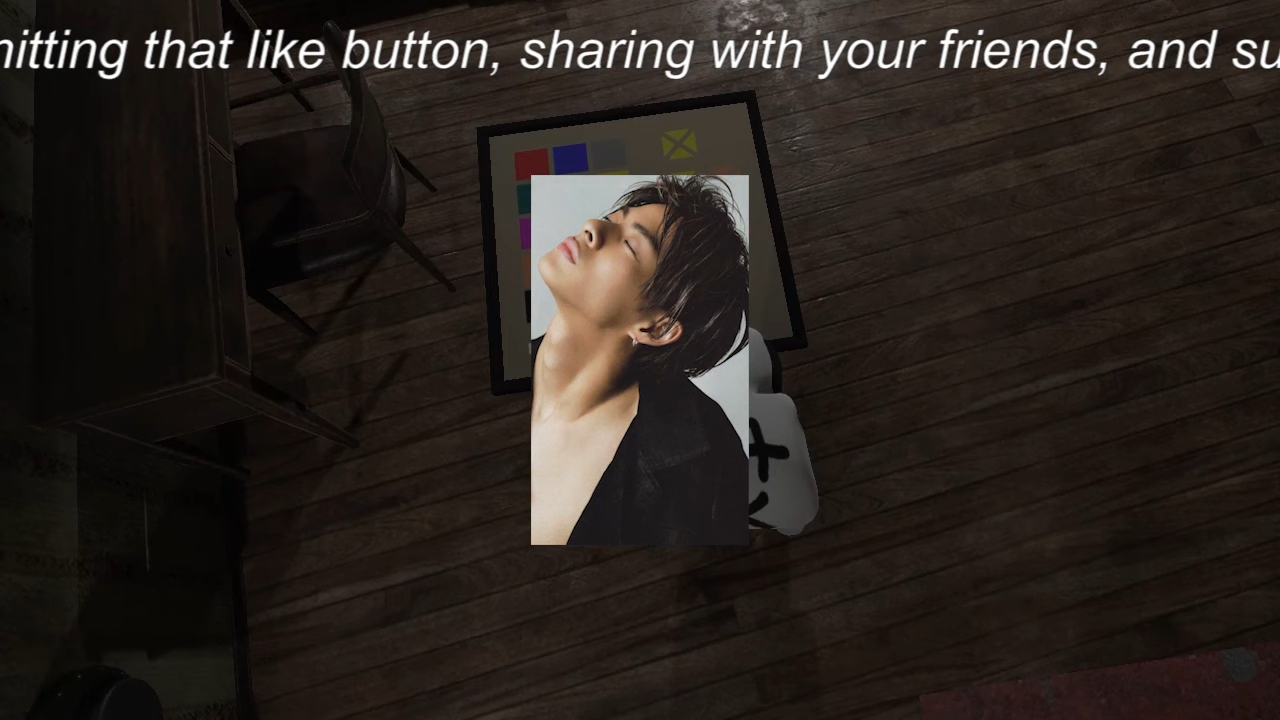 hitting that like button, sharing with your friends, and su